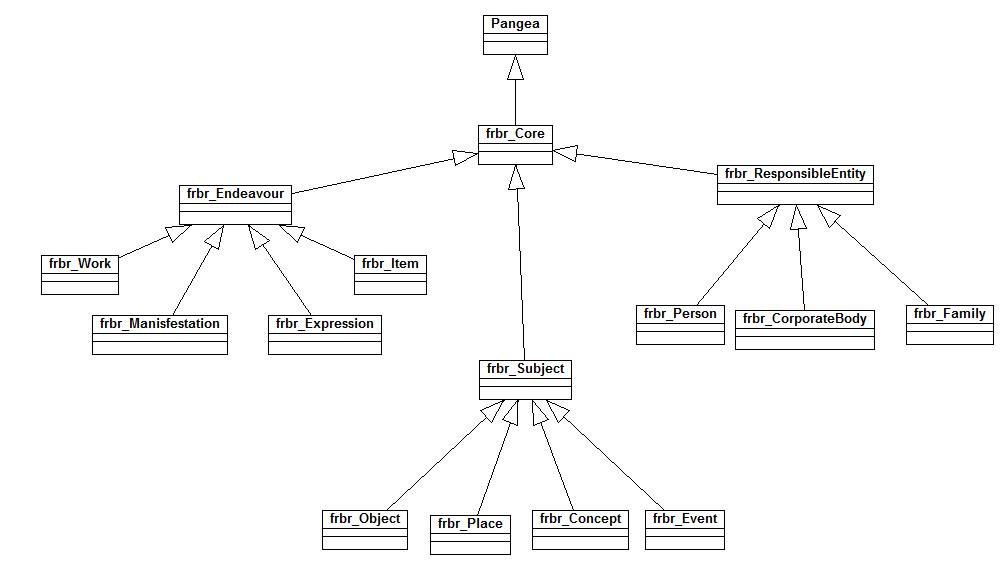 Pangea
frbr_Core
frbr_ResponsibleEntity
frbr_Endeavour
frbr_Work
frbr_Item
frbr_Person
frbr_CorporateBody
frbr_Family
frbr_Manisfestation
frbr_Expression
frbr_Subject
frbr_Object
frbr_Place
frbr_Concept
frbr_Event